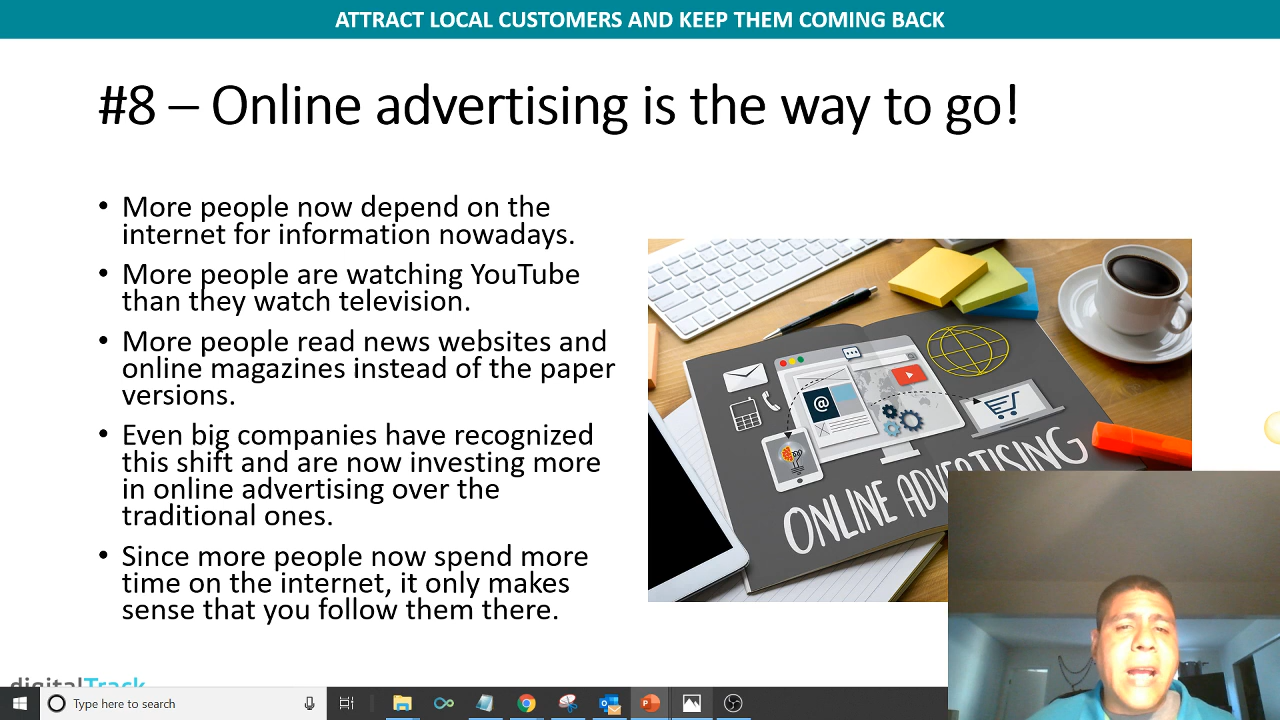 ATTRACT LOCAL CUSTOMERS AND KEEP THEM COMING BACK
#8 – Online advertising is the way to go!
• More people now depend on the
internet for information nowadays.
• More people are watching YouTube
than they watch television.
• More people read news websites and
online magazines instead of the paper
versions.
• Even big companies have recognized
this shift and are now investing more
in online advertising over the
traditional ones.
• Since more people now spend more
time on the internet, it only makes
sense that you follow them there.
@
ONLINE ADVERTISING
digitalTrack
Type here to search